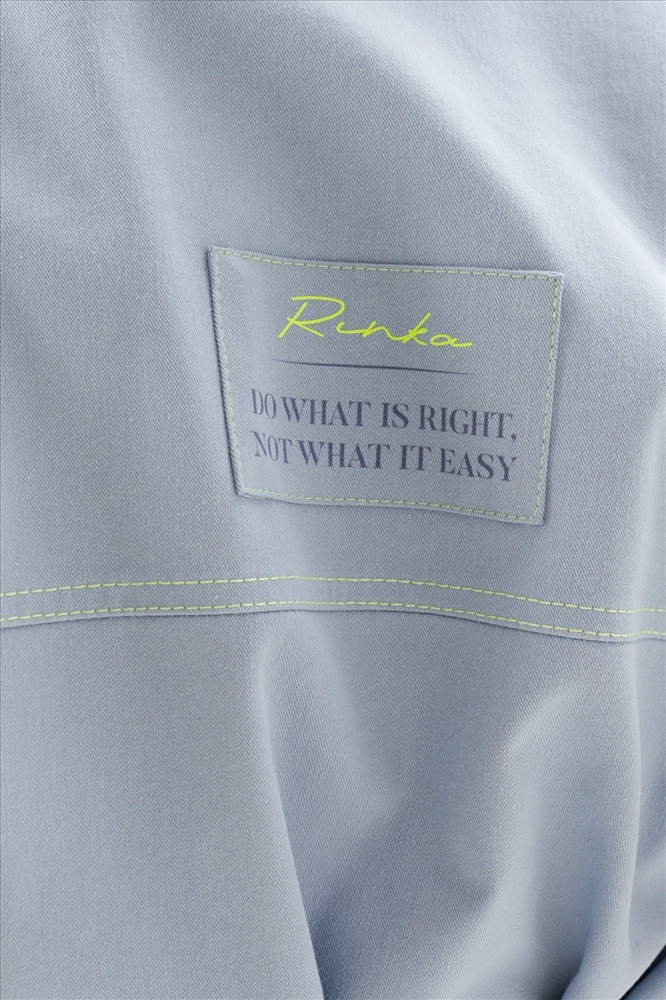 Rinka
DO WHAT IS RIGHT,
NOT WHAT IT EASY